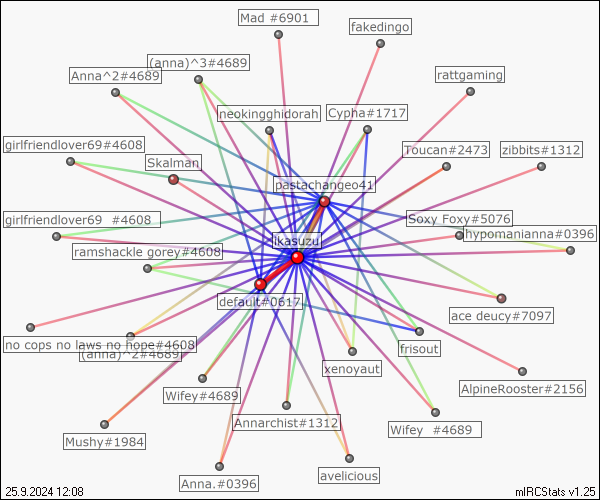 Mad #6901
fakedingo
(anna)^3#4689
Anna^2#4689
rattgaming
neokingghidorah
Cypha#1717
girlfriendlover69#4608
Toucan#2473
zibbits#1312
Skalman
pastachangeo41
girlfriendlover69  #4608
Soxy Foxy#5076
ikasuzu
hypomanianna#0396
ramshackle gorey#4608
default#0617
ace deucy#7097
no cops no laws no hope#4608
frisout
(anna)^2#4689
xenoyaut
Wifey#4689
AlpineRooster#2156
Annarchist#1312
Wifey  #4689
Mushy#1984
avelicious
Anna.#0396
25.9.2024 12:08
mIRCStats v1.25